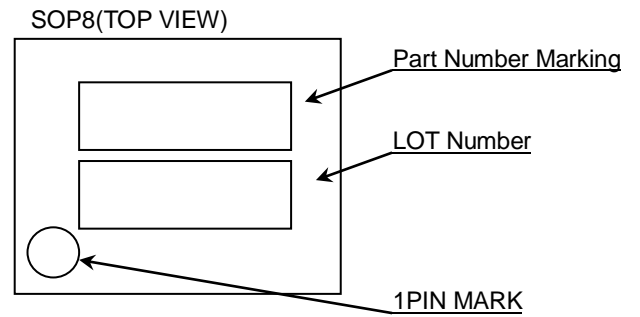 SOP8(TOP VIEW)
Part Number Marking
LOT Number
1PIN MARK